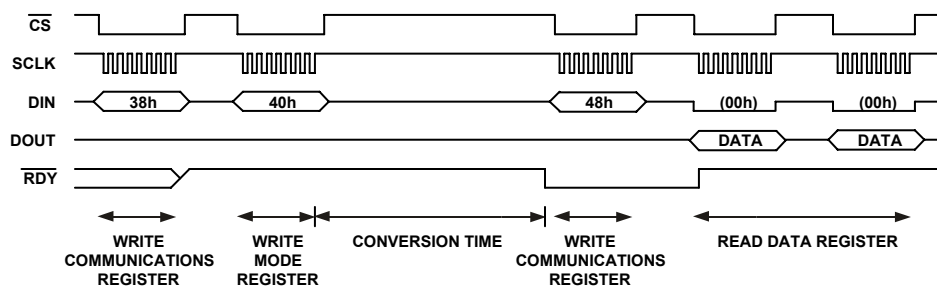 CS
SCLK
DIN 38h 40h 48h (00h) (00h)
DOUT DATA DATA
RDY
WRITE COMMUNICATIONS REGISTER
WRITE MODE REGISTER
CONVERSION TIME
WRITE COMMUNICATIONS REGISTER
READ DATA REGISTER